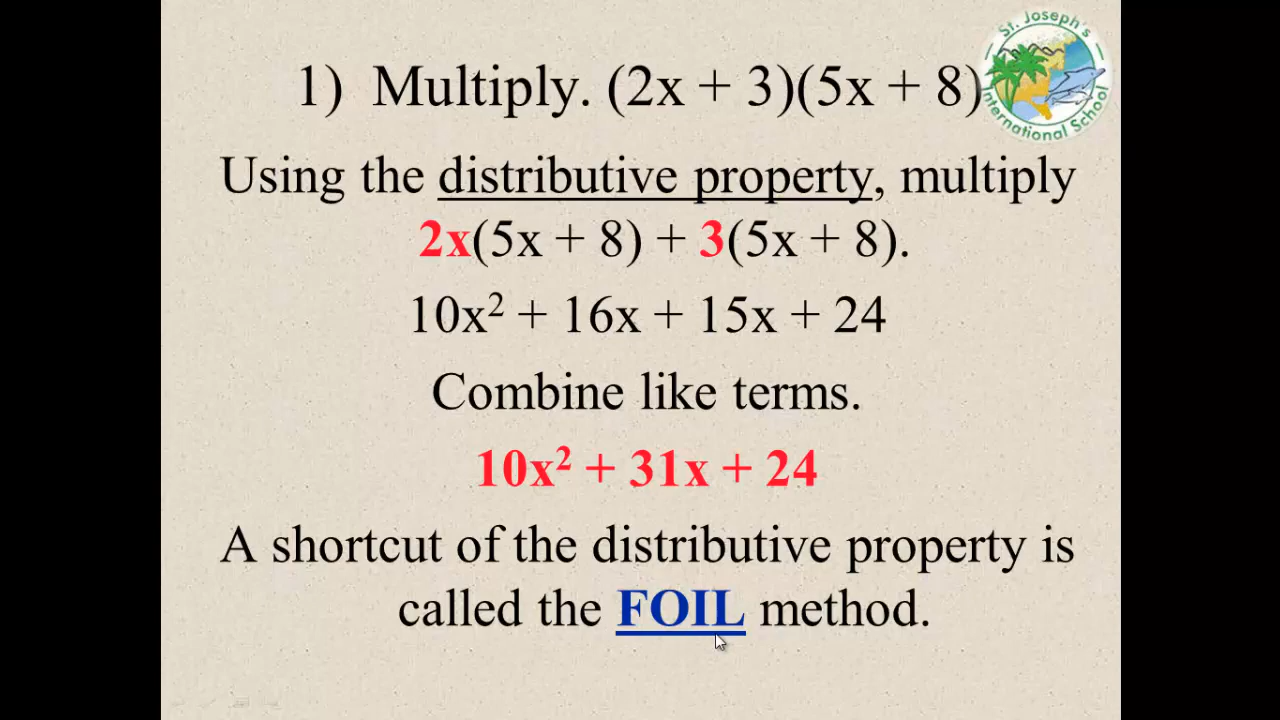 1) Multiply. (2x + 3)(5x + 8)
St. Joseph's
International School
Using the distributive property, multiply
2x(5x + 8) + 3(5x + 8).
10x² + 16x + 15x + 24
Combine like terms.
10x² + 31x + 24
A shortcut of the distributive property is
called the FOIL method.